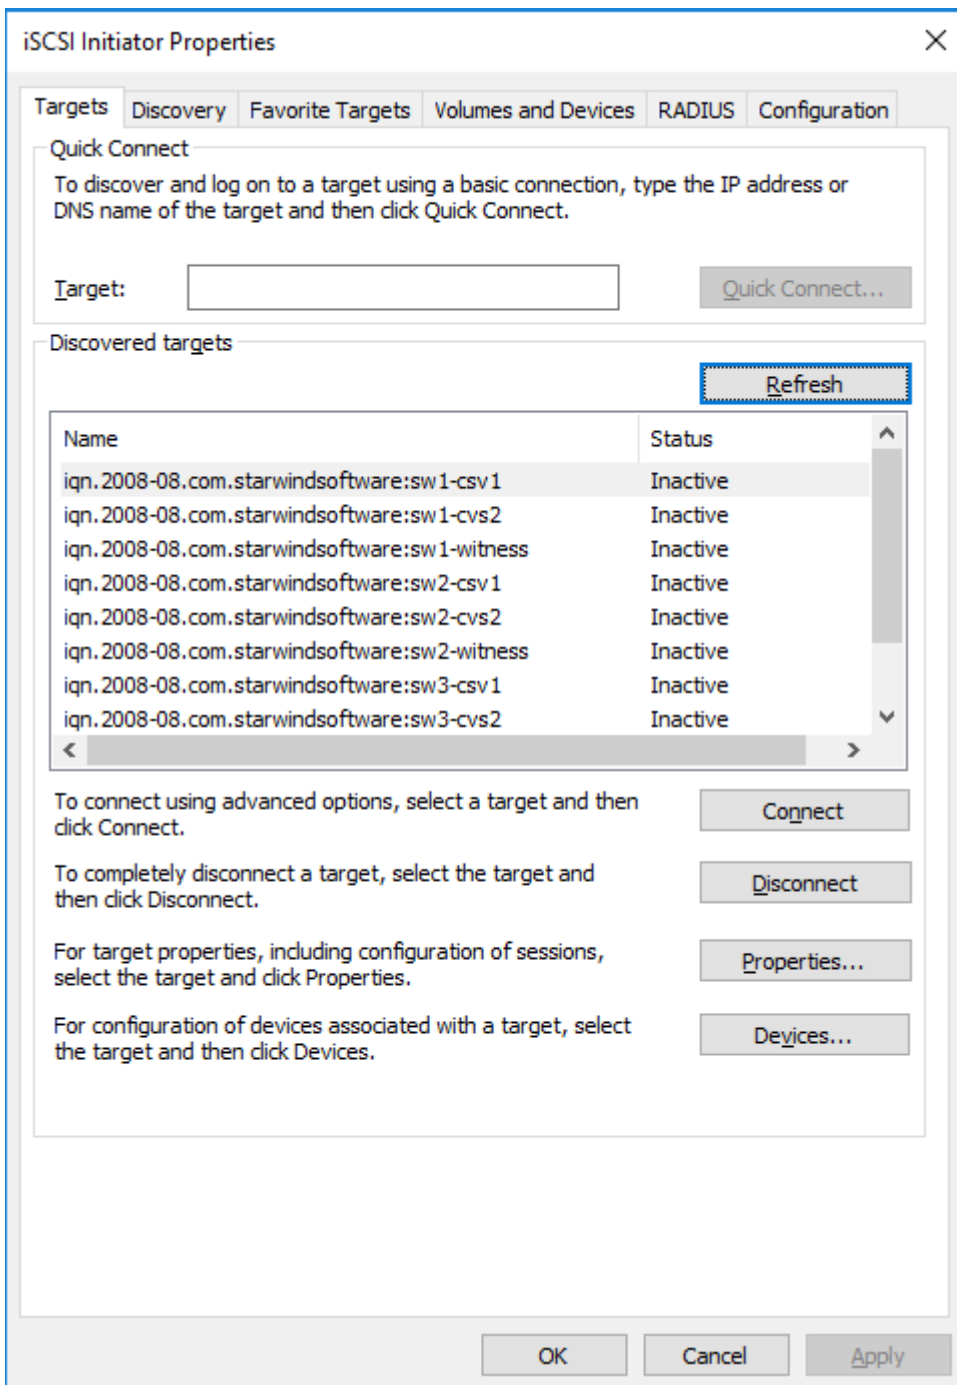 iSCSI Initiator Properties
Targets Discovery Favorite Targets Volumes and Devices RADIUS Configuration
Quick Connect
To discover and log on to a target using a basic connection, type the IP address or
DNS name of the target and then click Quick Connect.
Target:
Quick Connect...
Discovered targets
Refresh
Name Status
iqn.2008-08.com.starwindsoftware:sw1-csv1 Inactive
iqn.2008-08.com.starwindsoftware:sw1-cvs2 Inactive
iqn.2008-08.com.starwindsoftware:sw1-witness Inactive
iqn.2008-08.com.starwindsoftware:sw2-csv1 Inactive
iqn.2008-08.com.starwindsoftware:sw2-cvs2 Inactive
iqn.2008-08.com.starwindsoftware:sw2-witness Inactive
iqn.2008-08.com.starwindsoftware:sw3-csv1 Inactive
iqn.2008-08.com.starwindsoftware:sw3-cvs2 Inactive
To connect using advanced options, select a target and then
click Connect.
Connect
To completely disconnect a target, select the target and
then click Disconnect.
Disconnect
For target properties, including configuration of sessions,
select the target and click Properties.
Properties...
For configuration of devices associated with a target, select
the target and then click Devices.
Devices...
OK Cancel Apply